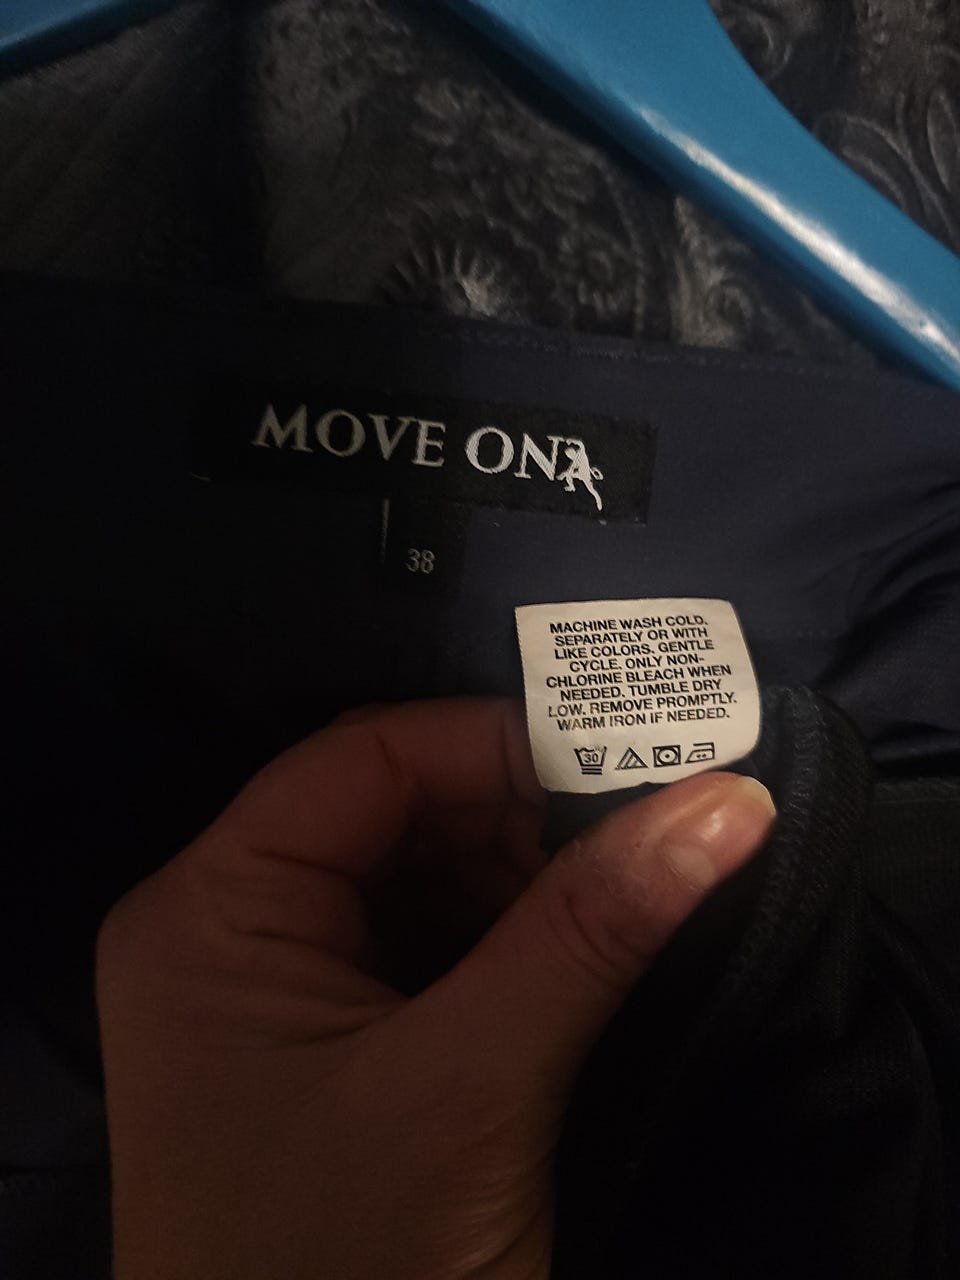 MOVE ON
38
MACHINE WASH COLD.
SEPARATELY OR WITH
LIKE COLORS. GENTLE
CYCLE. ONLY NON-
CHLORINE BLEACH WHEN
NEEDED. TUMBLE DRY
LOW. REMOVE PROMPTLY.
WARM IRON IF NEEDED.
30